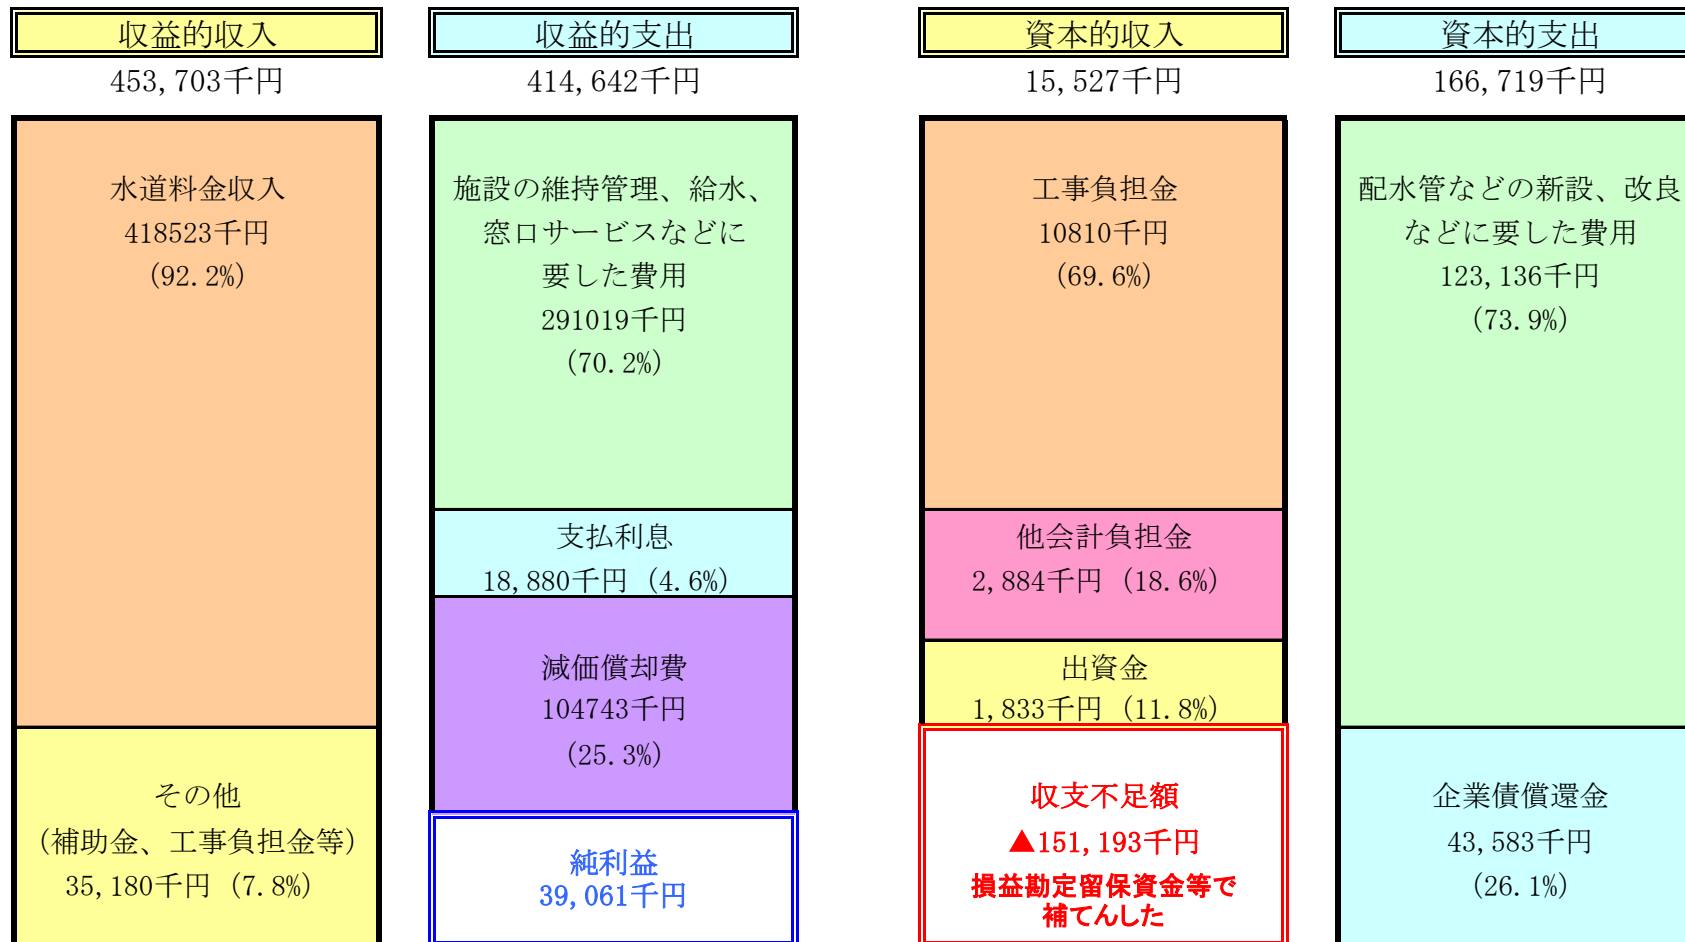 収益的収入
453,703千円
水道料金収入
418523千円
(92.2%)
その他
(補助金、工事負担金等)
35,180千円 (7.8%)
収益的支出
414,642千円
施設の維持管理、給水、
窓口サービスなどに
要した費用
291019千円
(70.2%)
支払利息
18,880千円 (4.6%)
減価償却費
104743千円
(25.3%)
純利益
39,061千円
資本的収入
15,527千円
工事負担金
10810千円
(69.6%)
他会計負担金
2,884千円 (18.6%)
出資金
1,833千円 (11.8%)
収支不足額
▲151,193千円
損益勘定留保資金等で
補てんした
資本的支出
166,719千円
配水管などの新設、改良
などに要した費用
123,136千円
(73.9%)
企業債償還金
43,583千円
(26.1%)